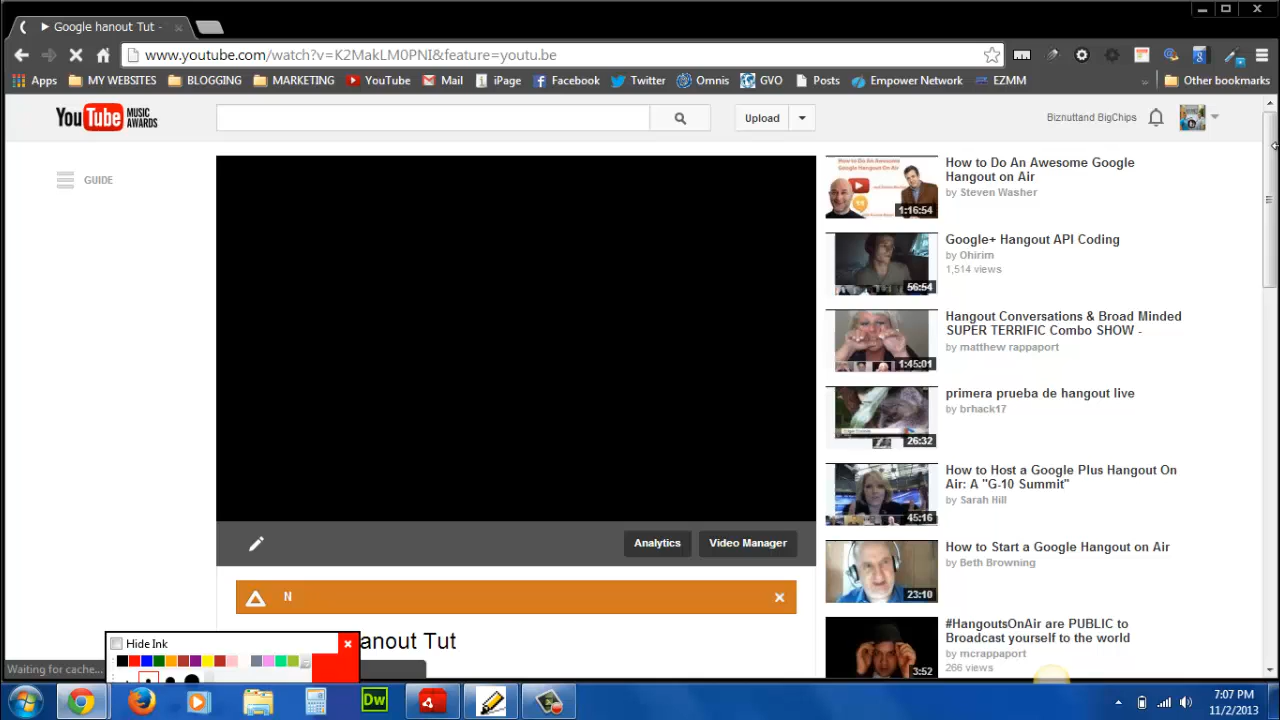 Google hanout Tut -
www.youtube.com/watch?v=K2MakLM0PNI&feature=youtu.be
Apps MY WEBSITES BLOGGING MARKETING YouTube Mail iPage Facebook Twitter Omnis GVO Posts Empower Network EZMM » Other bookmarks
YouTube MUSIC AWARDS
Upload
Biznuttand BigChips
GUIDE
How to Do An Awesome Google
Hangout on Air
by Steven Washer
1:16:54
Google+ Hangout API Coding
by Ohirim
1,514 views
56:54
Hangout Conversations & Broad Minded
SUPER TERRIFIC Combo SHOW -
by matthew rappaport
1:45:01
primera prueba de hangout live
by brhack17
26:32
How to Host a Google Plus Hangout On
Air: A "G-10 Summit"
by Sarah Hill
45:16
How to Start a Google Hangout on Air
by Beth Browning
23:10
#HangoutsOnAir are PUBLIC to
Broadcast yourself to the world
by mcrappaport
266 views
3:52
Analytics Video Manager
N
anout Tut
Hide Ink
Waiting for cache...
Dw
7:07 PM
11/2/2013